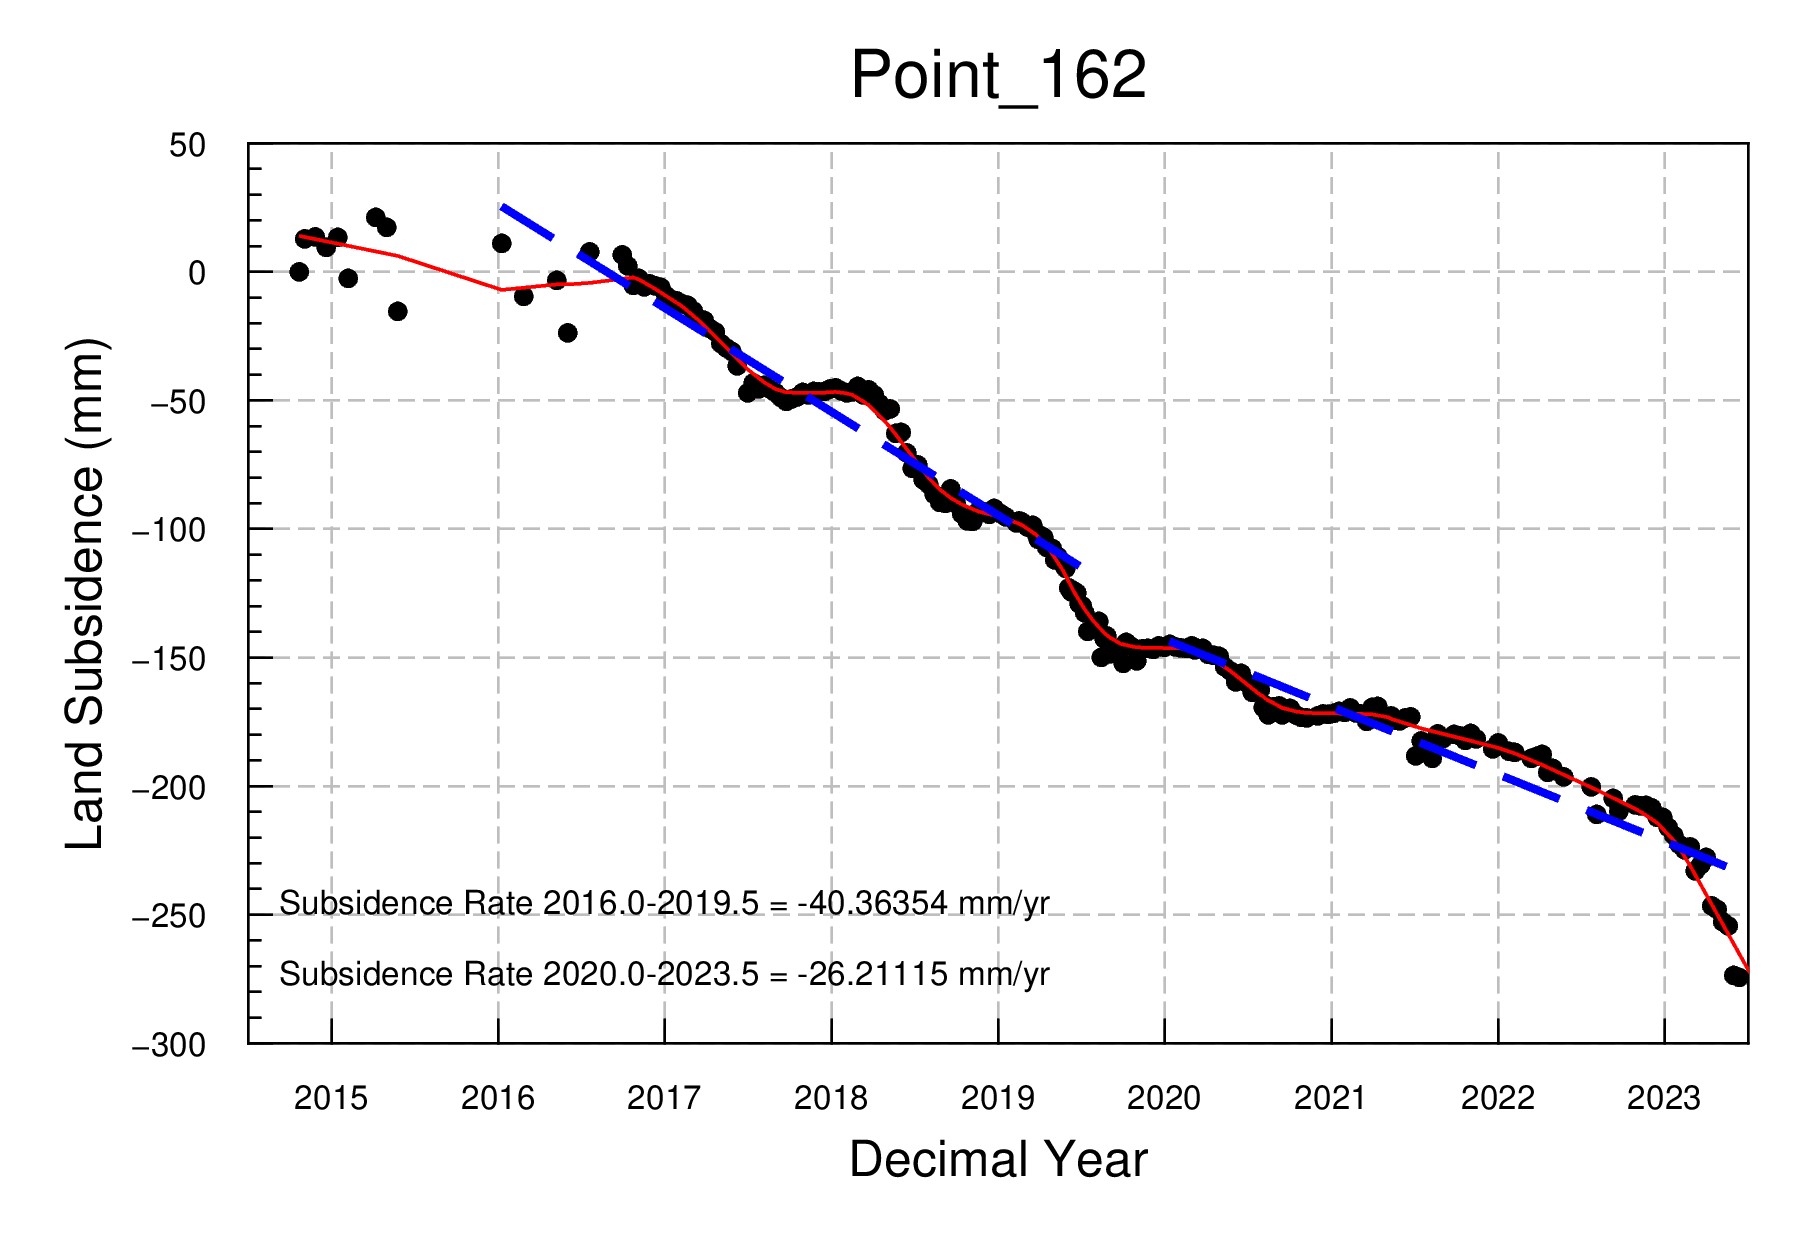 Point_162
50
0
−50
−100
−150
−200
−250
−300
Land Subsidence (mm)
Subsidence Rate 2016.0-2019.5 = -40.36354 mm/yr
Subsidence Rate 2020.0-2023.5 = -26.21115 mm/yr
2015 2016 2017 2018 2019 2020 2021 2022 2023
Decimal Year